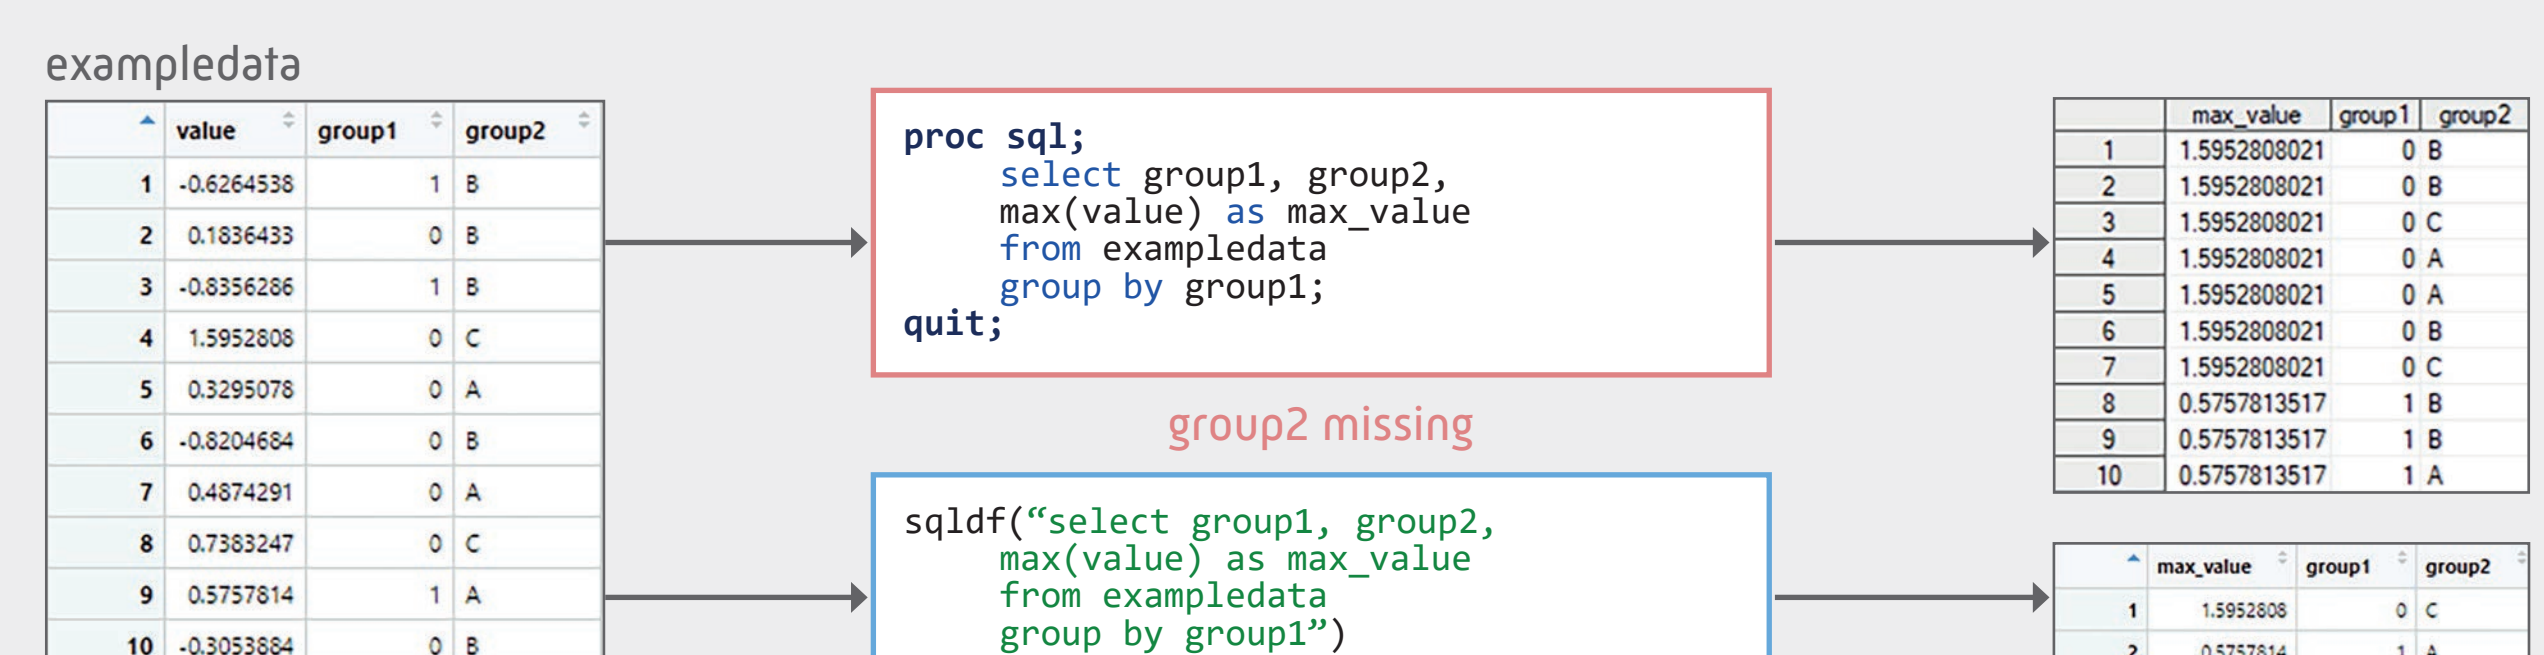 exampledata
value group1 group2
1 -0.6264538 1 B
2 0.1836433 0 B
3 -0.8356286 1 B
4 1.5952808 0 C
5 0.3295078 0 A
6 -0.8204684 0 B
7 0.4874291 0 A
8 0.7383247 0 C
9 0.5757814 1 A
10 -0.3053884 0 B
proc sql;
select group1, group2,
max(value) as max_value
from exampledata
group by group1;
quit;
group2 missing
sqldf(“select group1, group2,
max(value) as max_value
from exampledata
group by group1”)
max_value group1 group2
1 1.5952808021 0 B
2 1.5952808021 0 B
3 1.5952808021 0 C
4 1.5952808021 0 A
5 1.5952808021 0 A
6 1.5952808021 0 B
7 1.5952808021 0 C
8 0.5757813517 1 B
9 0.5757813517 1 B
10 0.5757813517 1 A
max_value group1 group2
1 1.5952808 0 C
2 0.5757814 1 A